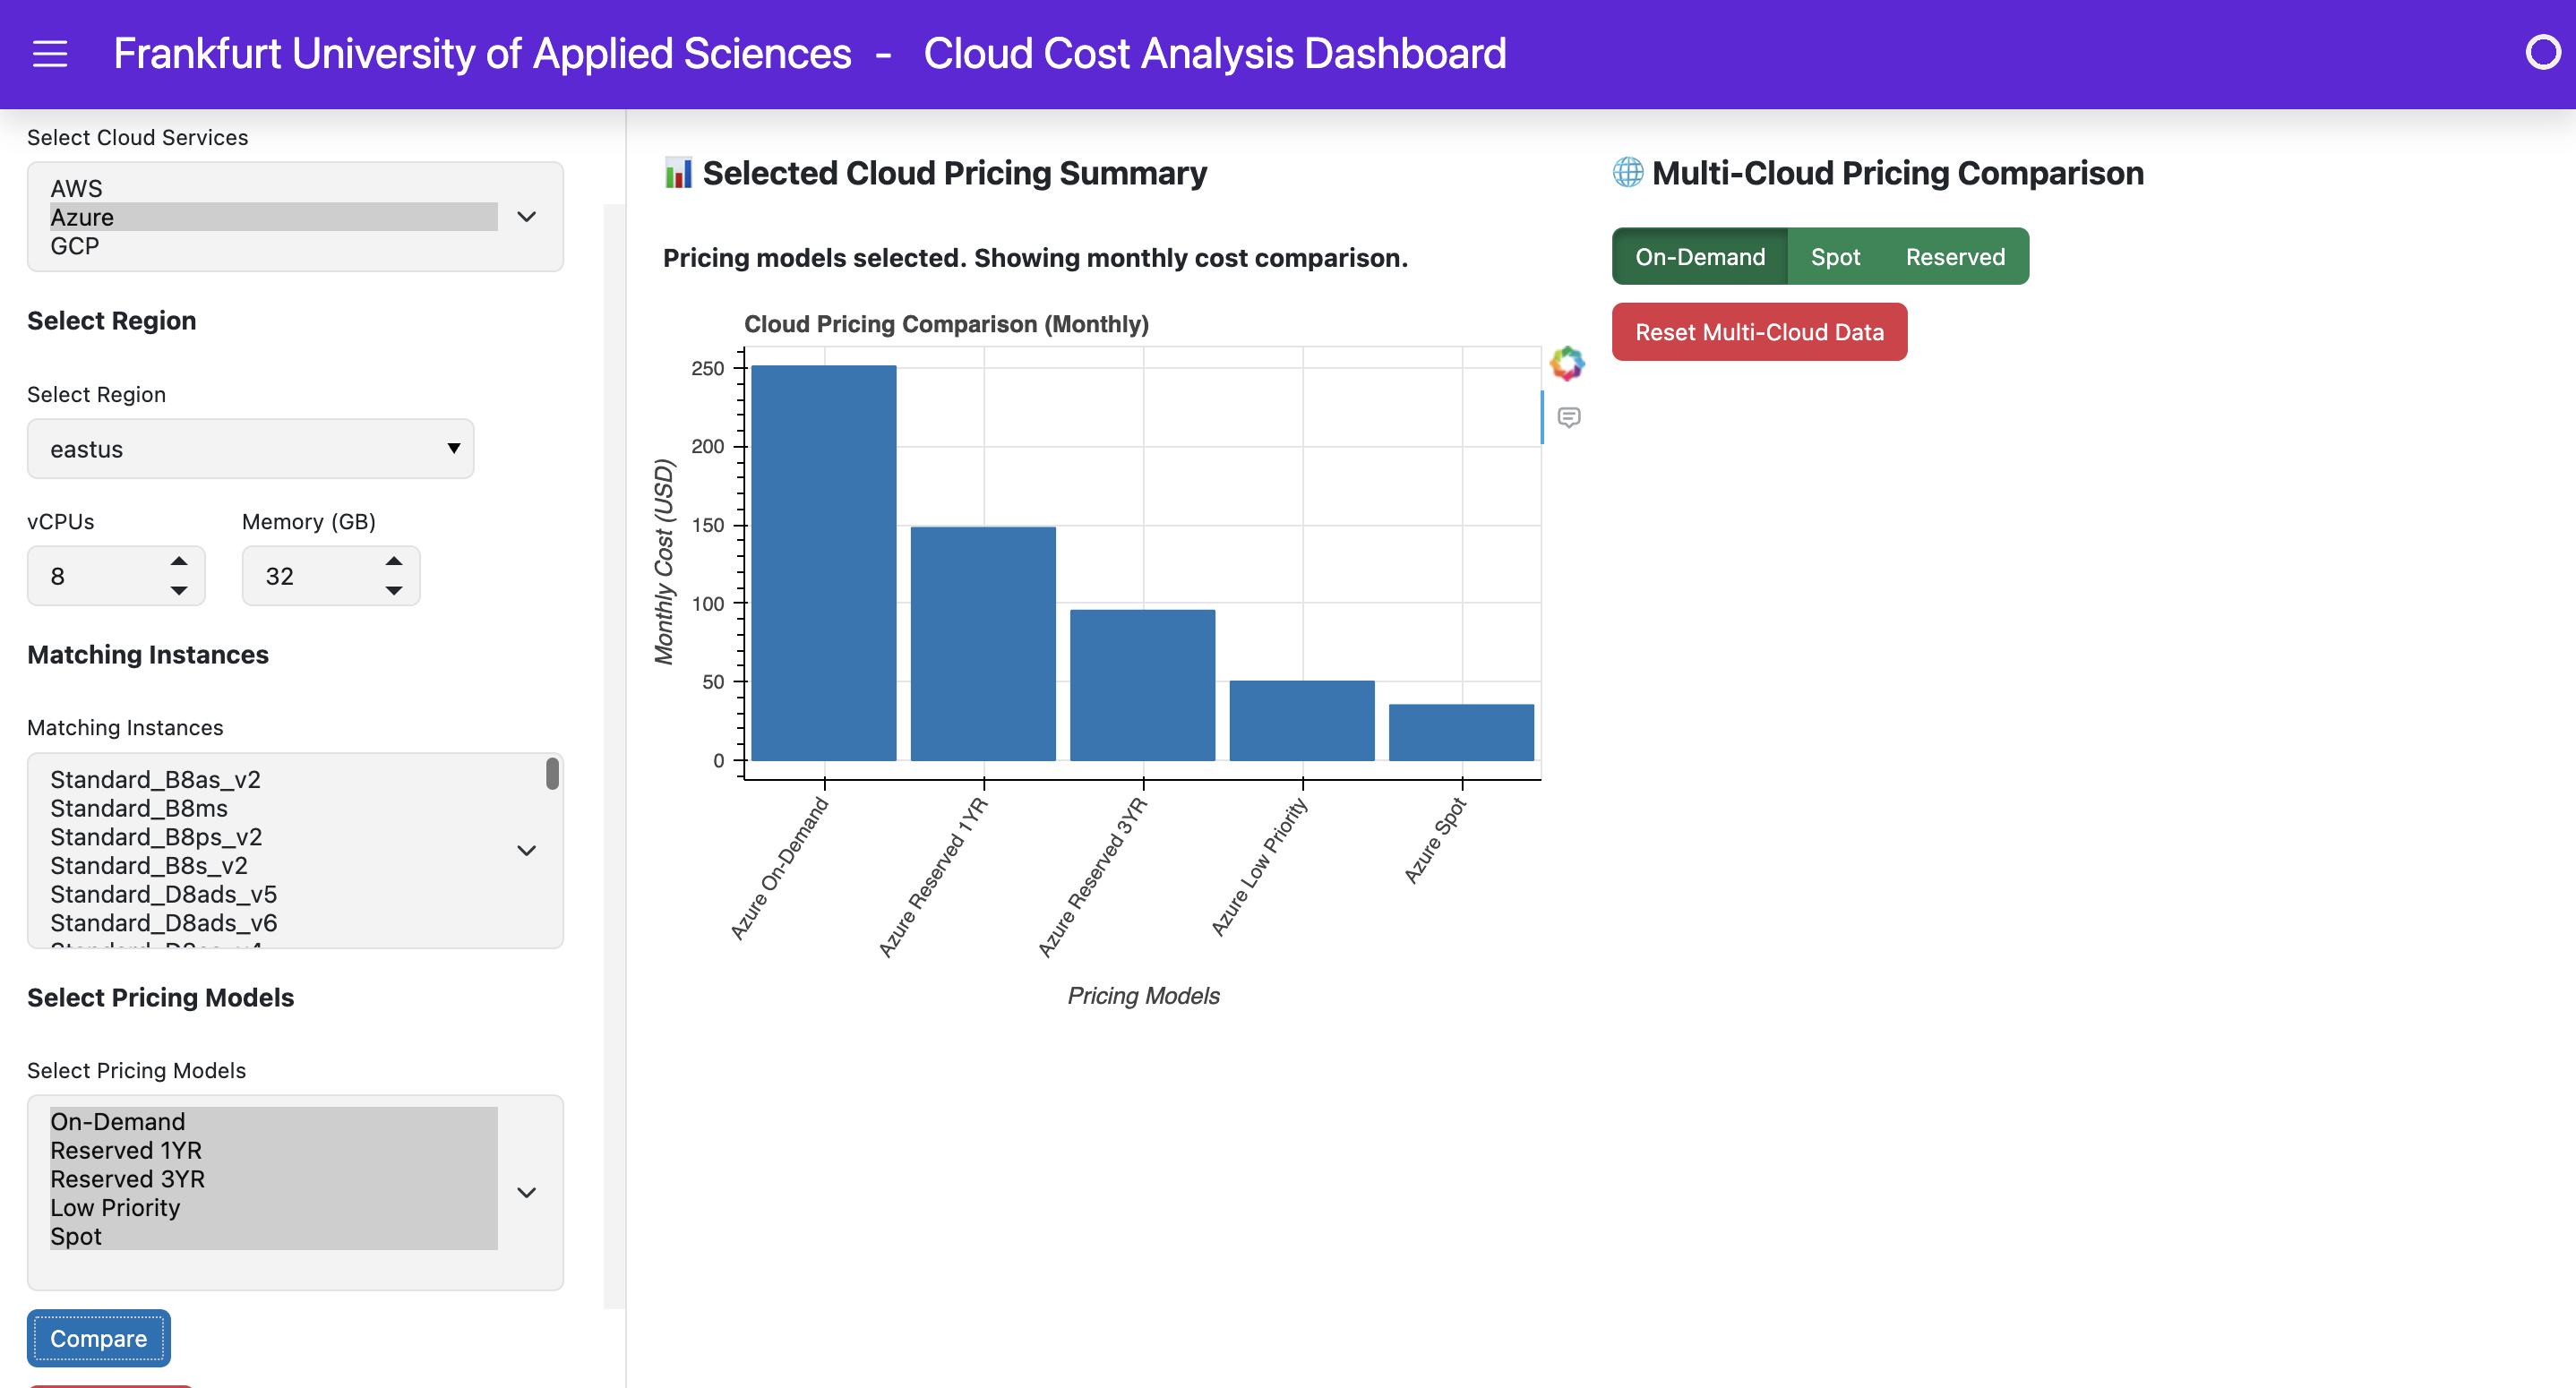 Frankfurt University of Applied Sciences - Cloud Cost Analysis Dashboard
Select Cloud Services
AWS
Azure
GCP
Select Region
Select Region
eastus
vCPUs
Memory (GB)
8
32
Matching Instances
Matching Instances
Standard_B8as_v2
Standard_B8ms
Standard_B8ps_v2
Standard_B8s_v2
Standard_D8ads_v5
Standard_D8ads_v6
Select Pricing Models
Select Pricing Models
On-Demand
Reserved 1YR
Reserved 3YR
Low Priority
Spot
Compare
Selected Cloud Pricing Summary
Pricing models selected. Showing monthly cost comparison.
Cloud Pricing Comparison (Monthly)
Monthly Cost (USD)
250
200
150
100
50
0
Azure On-Demand
Azure Reserved 1YR
Azure Reserved 3YR
Azure Low Priority
Azure Spot
Pricing Models
Multi-Cloud Pricing Comparison
On-Demand Spot Reserved
Reset Multi-Cloud Data